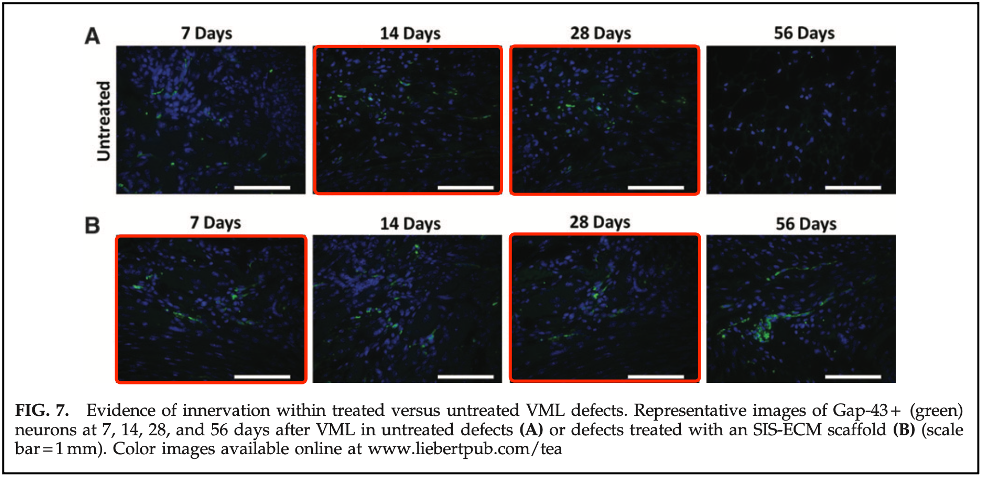 A
7 Days
14 Days
28 Days
56 Days
Untreated
B
7 Days
14 Days
28 Days
56 Days
FIG. 7. Evidence of innervation within treated versus untreated VML defects. Representative images of Gap-43+ (green)
neurons at 7, 14, 28, and 56 days after VML in untreated defects (A) or defects treated with an SIS-ECM scaffold (B) (scale
bar = 1 mm). Color images available online at www.liebertpub.com/tea